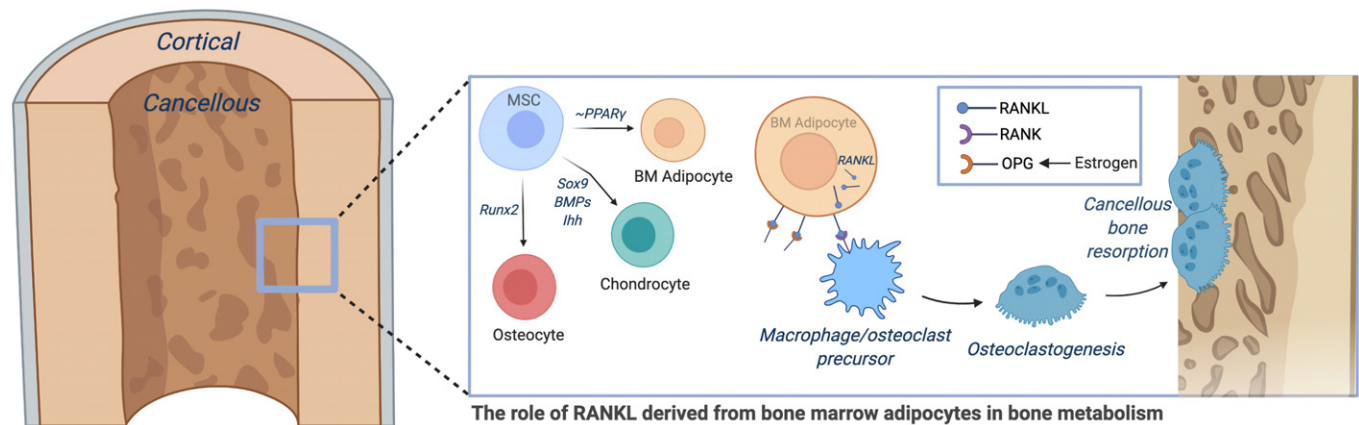 Cortical
Cancellous
MSC
~PPARγ
BM Adipocyte
Sox9
BMPs
Ihh
Runx2
Chondrocyte
Osteocyte
BM Adipocyte
RANKL
Macrophage/osteoclast
precursor
Osteoclastogenesis
RANKL
RANK
OPG
Estrogen
Cancellous
bone
resorption
The role of RANKL derived from bone marrow adipocytes in bone metabolism